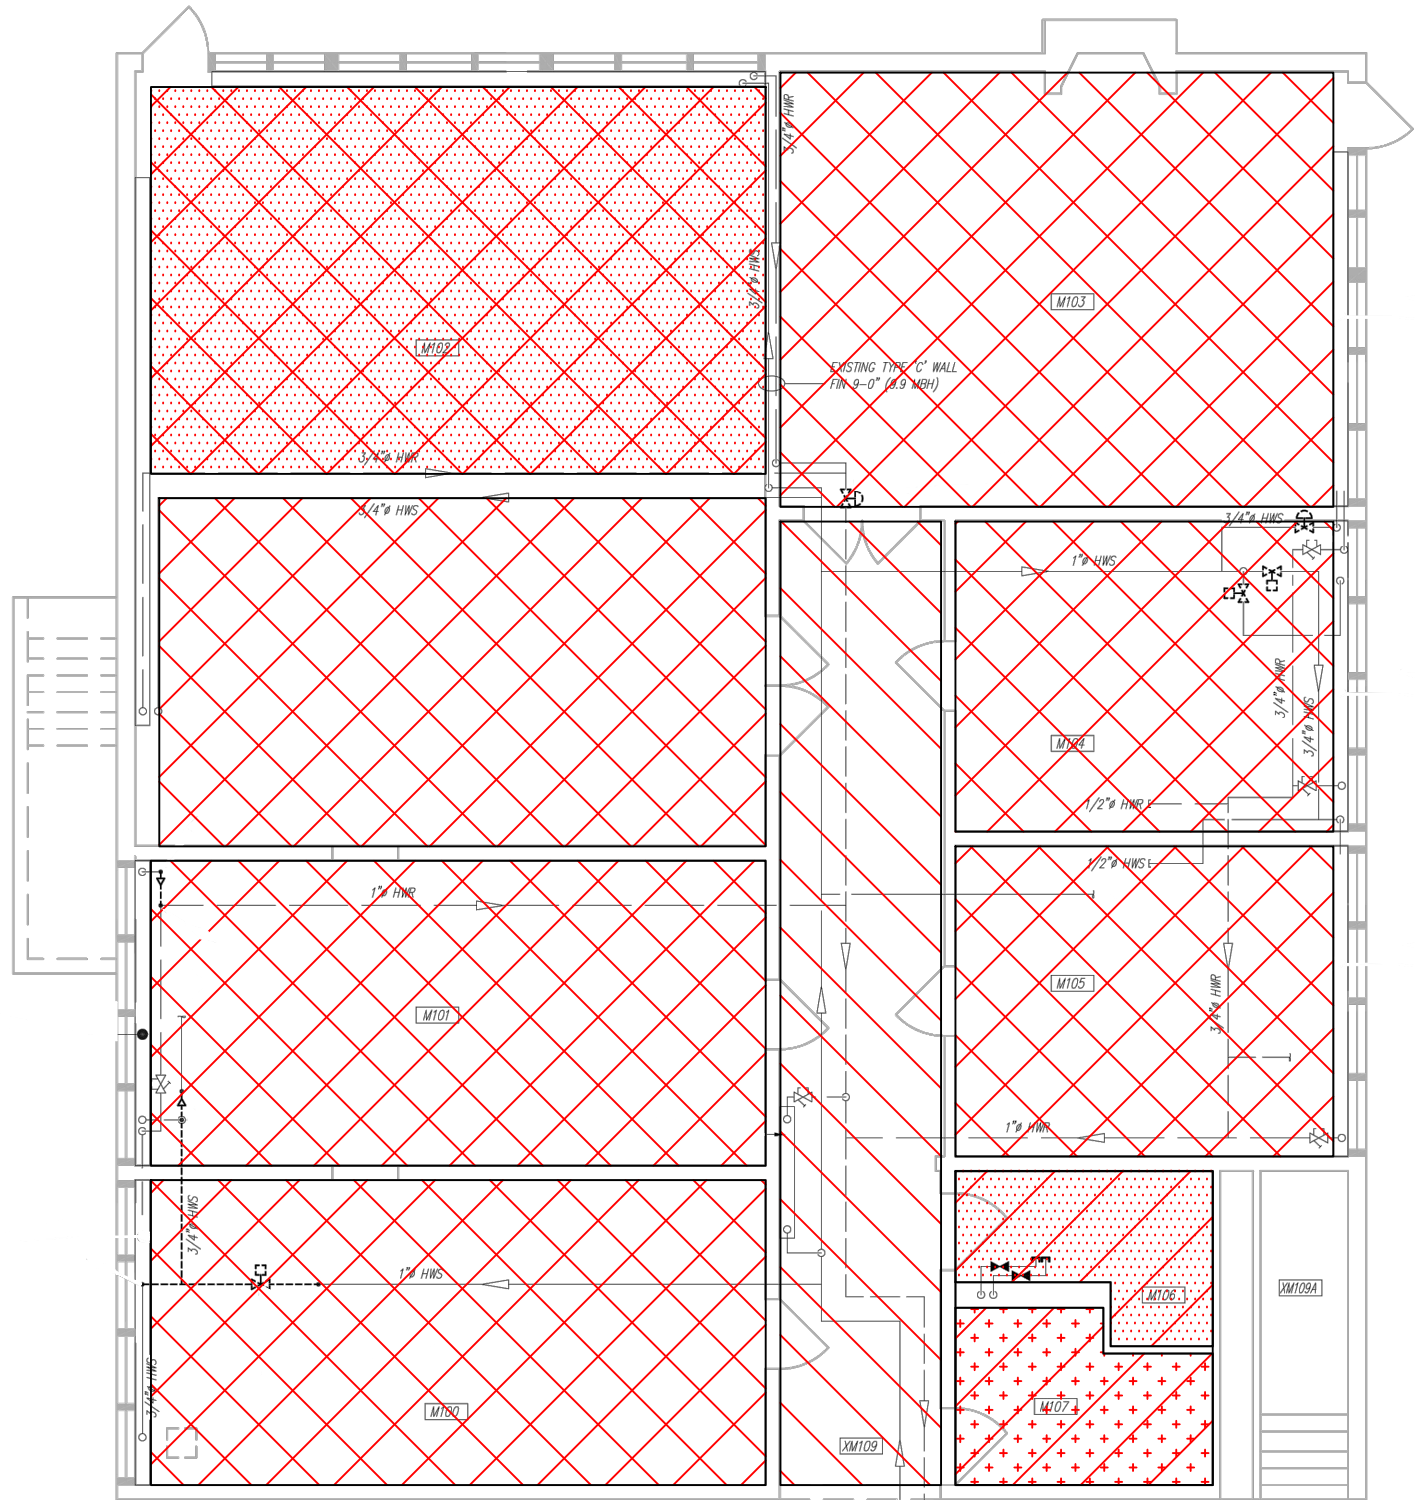 3/4"ø HWR
3/4"ø HWS
M103
M102
EXISTING TYPE 'C' WALL
FIN 9-0" (9.9 MBH)
3/4"ø HWR
3/4"ø HWS
3/4"ø HWS
1"ø HWS
3/4"ø HWR
3/4"ø HWS
M104
1/2"ø HWR
1/2"ø HWS
1"ø HWR
M105
3/4"ø HWR
M101
1"ø HWR
3/4"ø HWS
1"ø HWS
M106
XM109A
3/4"ø HWS
M100
M107
XM109